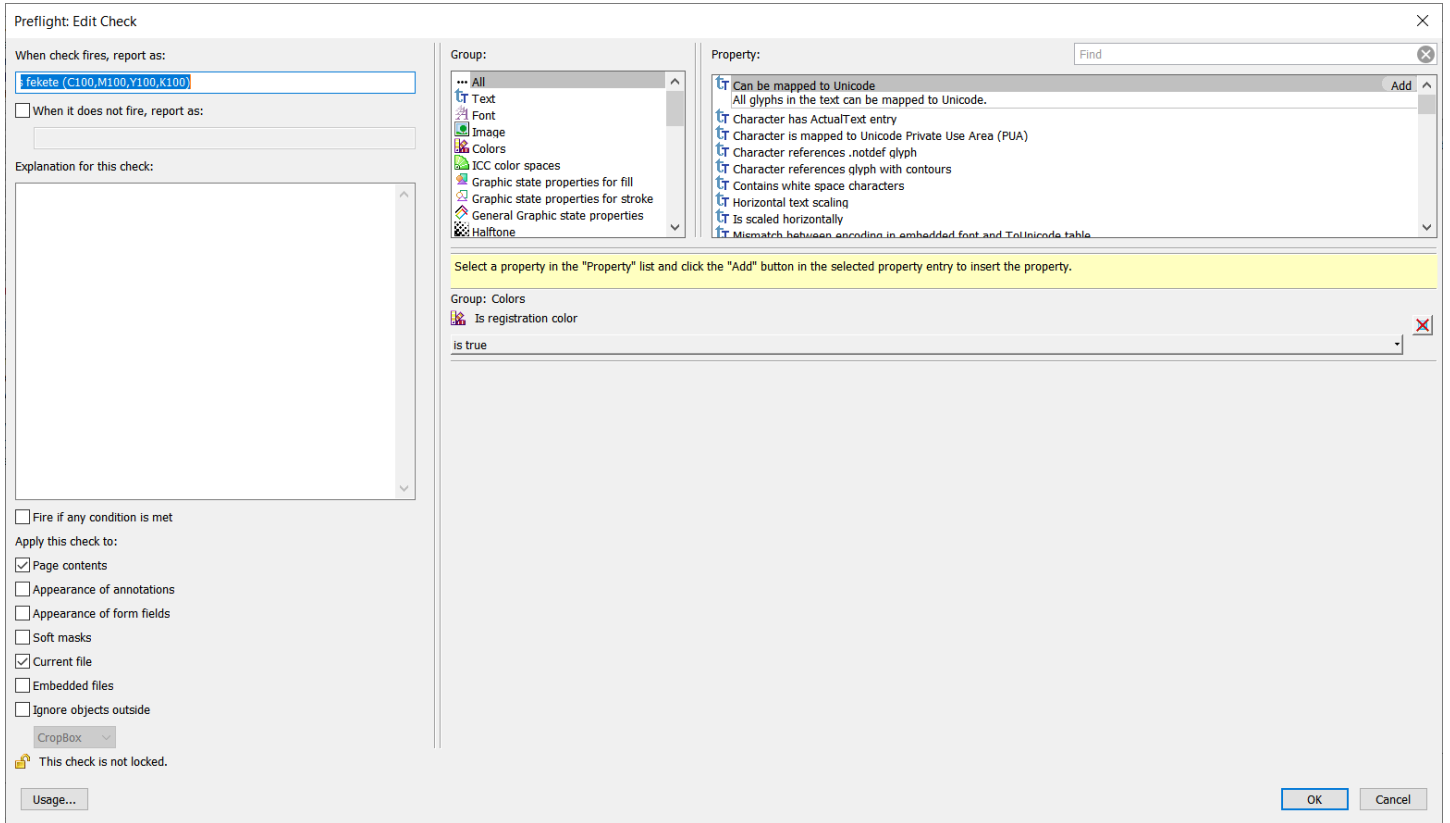 Preflight: Edit Check
When check fires, report as:
fekete (C100,M100,Y100,K100)
When it does not fire, report as:
Explanation for this check:
Fire if any condition is met
Apply this check to:
Page contents
Appearance of annotations
Appearance of form fields
Soft masks
Current file
Embedded files
Ignore objects outside
CropBox
This check is not locked.
Usage...
Group:
All
Text
Font
Image
Colors
ICC color spaces
Graphic state properties for fill
Graphic state properties for stroke
General Graphic state properties
Halftone
Property:
Find
Can be mapped to Unicode Add
All glyphs in the text can be mapped to Unicode.
Character has ActualText entry
Character is mapped to Unicode Private Use Area (PUA)
Character references .notdef glyph
Character references glyph with contours
Contains white space characters
Horizontal text scaling
Is scaled horizontally
Mismatch between encoding in embedded font and ToUnicode table
Select a property in the "Property" list and click the "Add" button in the selected property entry to insert the property.
Group: Colors
Is registration color
is true
OK
Cancel